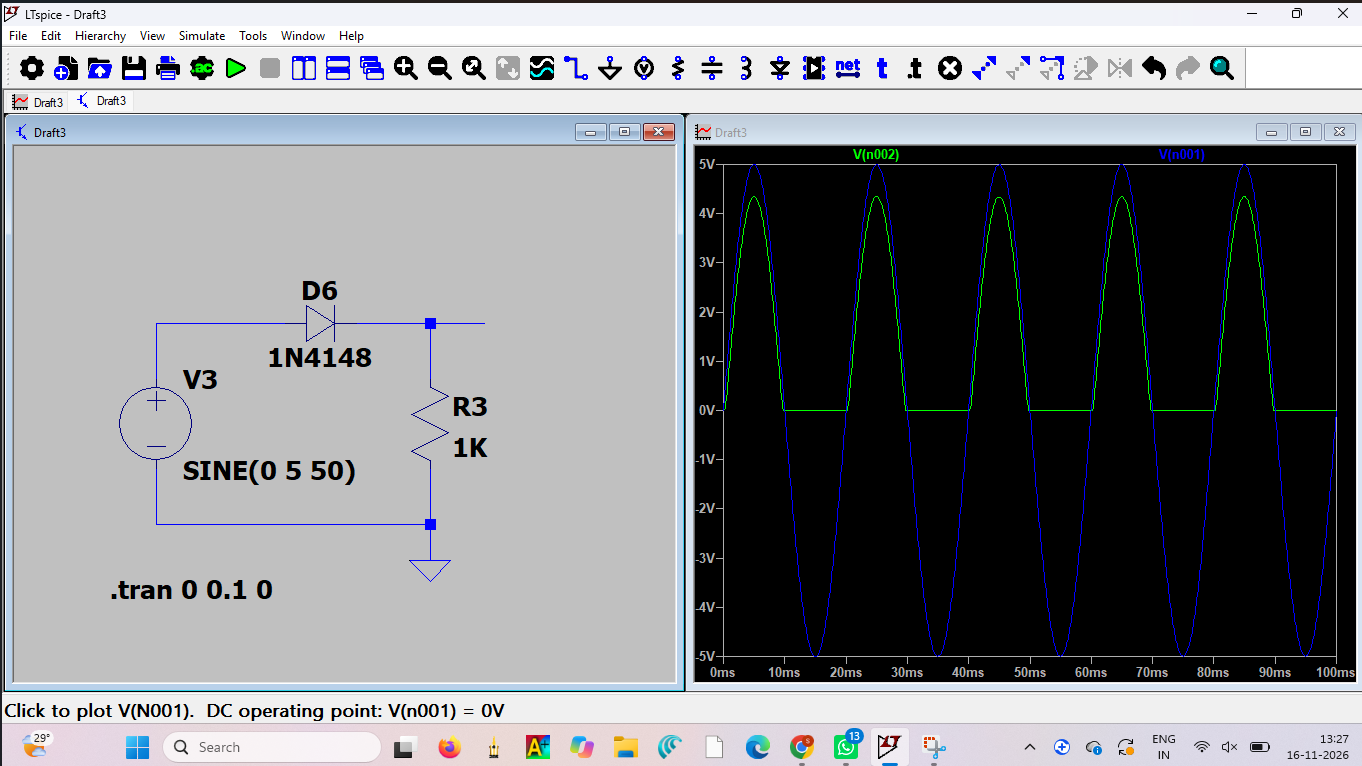 LTspice - Draft3
File Edit Hierarchy View Simulate Tools Window Help
.ac
net
t
.t
Draft3 Draft3
Draft3
D6
1N4148
V3
SINE(0 5 50)
R3
1K
.tran 0 0.1 0
Draft3
V(n002) V(n001)
5V
4V
3V
2V
1V
0V
-1V
-2V
-3V
-4V
-5V
0ms 10ms 20ms 30ms 40ms 50ms 60ms 70ms 80ms 90ms 100ms
Click to plot V(N001). DC operating point: V(n001) = 0V
29°
Search
A+
13
ENG
IN
13:27
16-11-2026